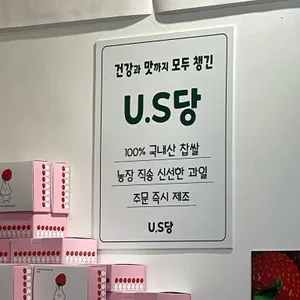 건강과 맛까지 모두 챙긴
U.S당
100% 국내산 찹쌀
농장 직송 신선한 과일
주문 즉시 제조
U.S당